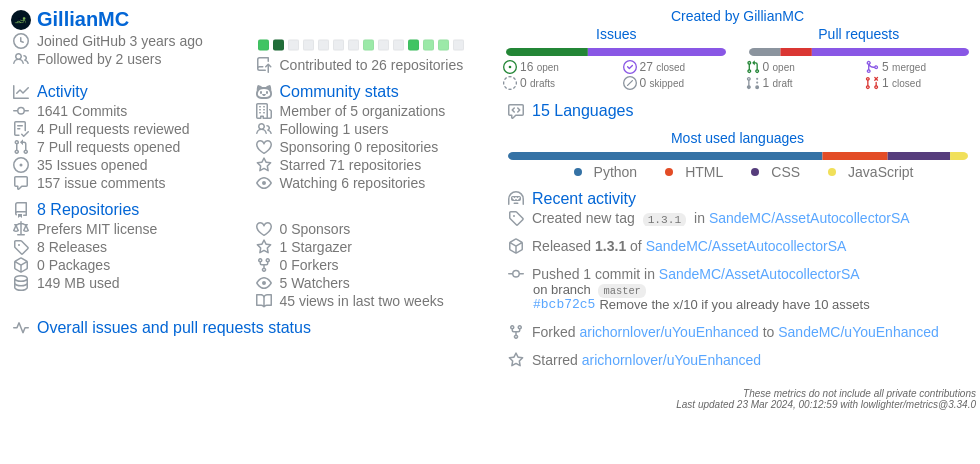 GillianMC
Joined GitHub 3 years ago
Followed by 2 users
Contributed to 26 repositories
Activity
1641 Commits
4 Pull requests reviewed
7 Pull requests opened
35 Issues opened
157 issue comments
Community stats
Member of 5 organizations
Following 1 users
Sponsoring 0 repositories
Starred 71 repositories
Watching 6 repositories
8 Repositories
Prefers MIT license
8 Releases
0 Packages
149 MB used
0 Sponsors
1 Stargazer
0 Forkers
5 Watchers
45 views in last two weeks
Overall issues and pull requests status
Created by GillianMC
Issues
16 open
27 closed
0 drafts
0 skipped
Pull requests
0 open
5 merged
1 draft
1 closed
15 Languages
Most used languages
Python HTML CSS JavaScript
Recent activity
Created new tag 1.3.1 in SandeMC/AssetAutocollectorSA
Released 1.3.1 of SandeMC/AssetAutocollectorSA
Pushed 1 commit in SandeMC/AssetAutocollectorSA
on branch master
#bcb72c5 Remove the x/10 if you already have 10 assets
Forked arichornlover/uYouEnhanced to SandeMC/uYouEnhanced
Starred arichornlover/uYouEnhanced
These metrics do not include all private contributions
Last updated 23 Mar 2024, 00:12:59 with lowlighter/metrics@3.34.0